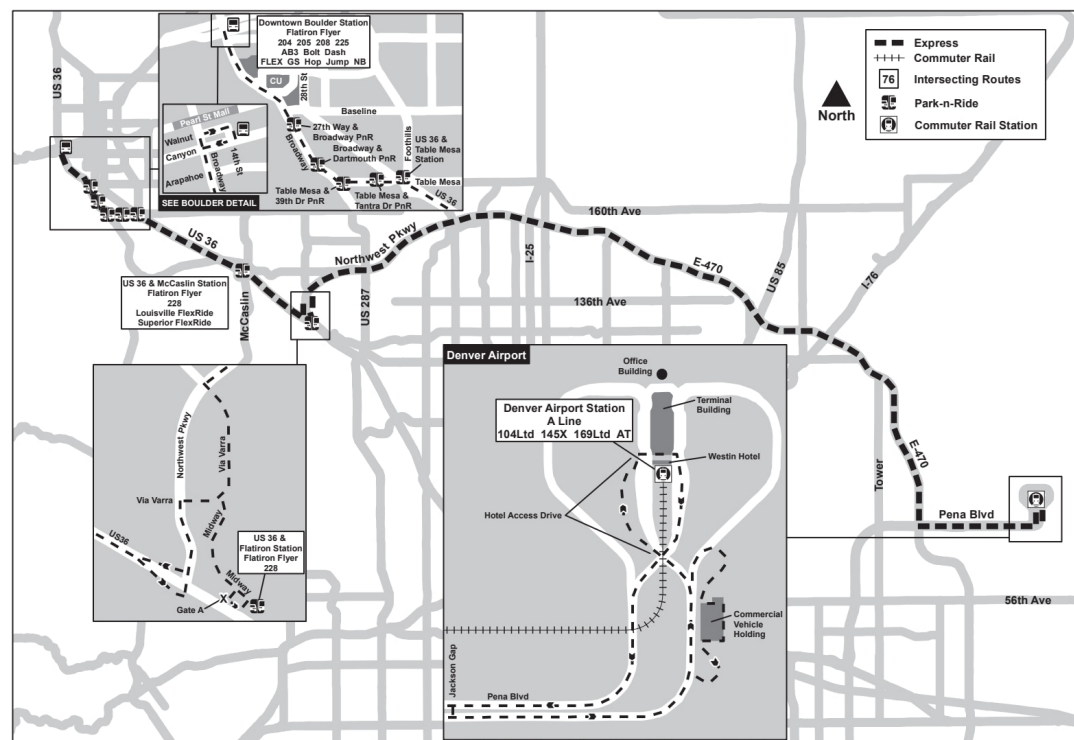 Downtown Boulder Station
Flatiron Flyer
204 205 208 225
AB3 Bolt Dash
FLEX GS Hop Jump NB
US 36
CU
28th St
Baseline
Pearl St Mall
Walnut
Canyon
14th St
Broadway
Arapahoe
SEE BOULDER DETAIL
27th Way &
Broadway PnR
Broadway
Broadway &
Dartmouth PnR
Foothills
US 36 &
Table Mesa
Station
Table Mesa
Table Mesa &
39th Dr PnR
Table Mesa &
Tantra Dr PnR
US 36
North
Express
Commuter Rail
76 Intersecting Routes
Park-n-Ride
Commuter Rail Station
160th Ave
US 36
Northwest Pkwy
I-25
E-470
US 85
I-76
US 36 & McCaslin Station
Flatiron Flyer
228
Louisville FlexRide
Superior FlexRide
McCaslin
US 287
136th Ave
Tower
E-470
Pena Blvd
56th Ave
Northwest Pkwy
Via Varra
Via Varra
Midway
US36
US 36 &
Flatiron Station
Flatiron Flyer
228
Midway
X
Gate A
Denver Airport
Office
Building
Terminal
Building
Denver Airport Station
A Line
104Ltd 145X 169Ltd AT
Westin Hotel
Hotel Access Drive
Commercial
Vehicle
Holding
Jackson Gap
Pena Blvd